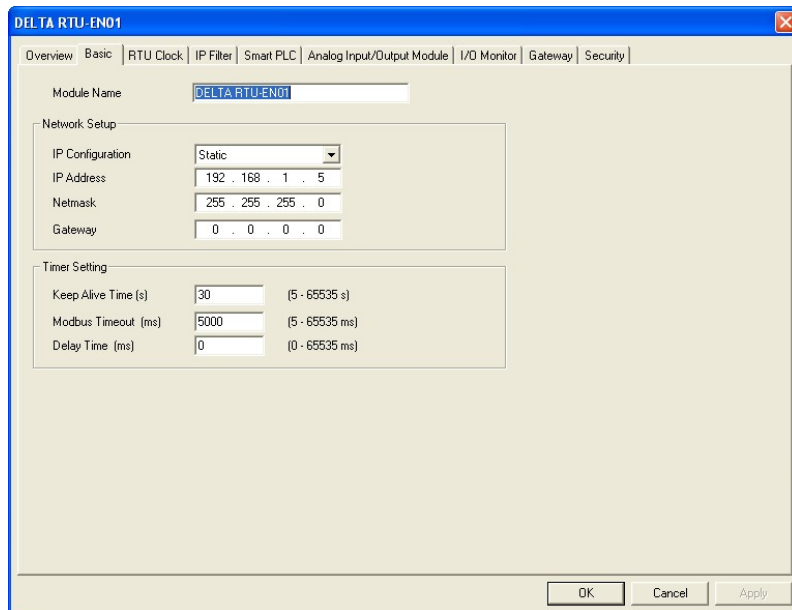 DELTA RTU-EN01
Overview Basic RTU Clock IP Filter Smart PLC Analog Input/Output Module I/O Monitor Gateway Security
Module Name DELTA RTU-EN01
Network Setup
IP Configuration Static
IP Address 192 . 168 . 1 . 5
Netmask 255 . 255 . 255 . 0
Gateway 0 . 0 . 0 . 0
Timer Setting
Keep Alive Time (s) 30 (5 - 65535 s)
Modbus Timeout (ms) 5000 (5 - 65535 ms)
Delay Time (ms) 0 (0 - 65535 ms)
OK Cancel Apply